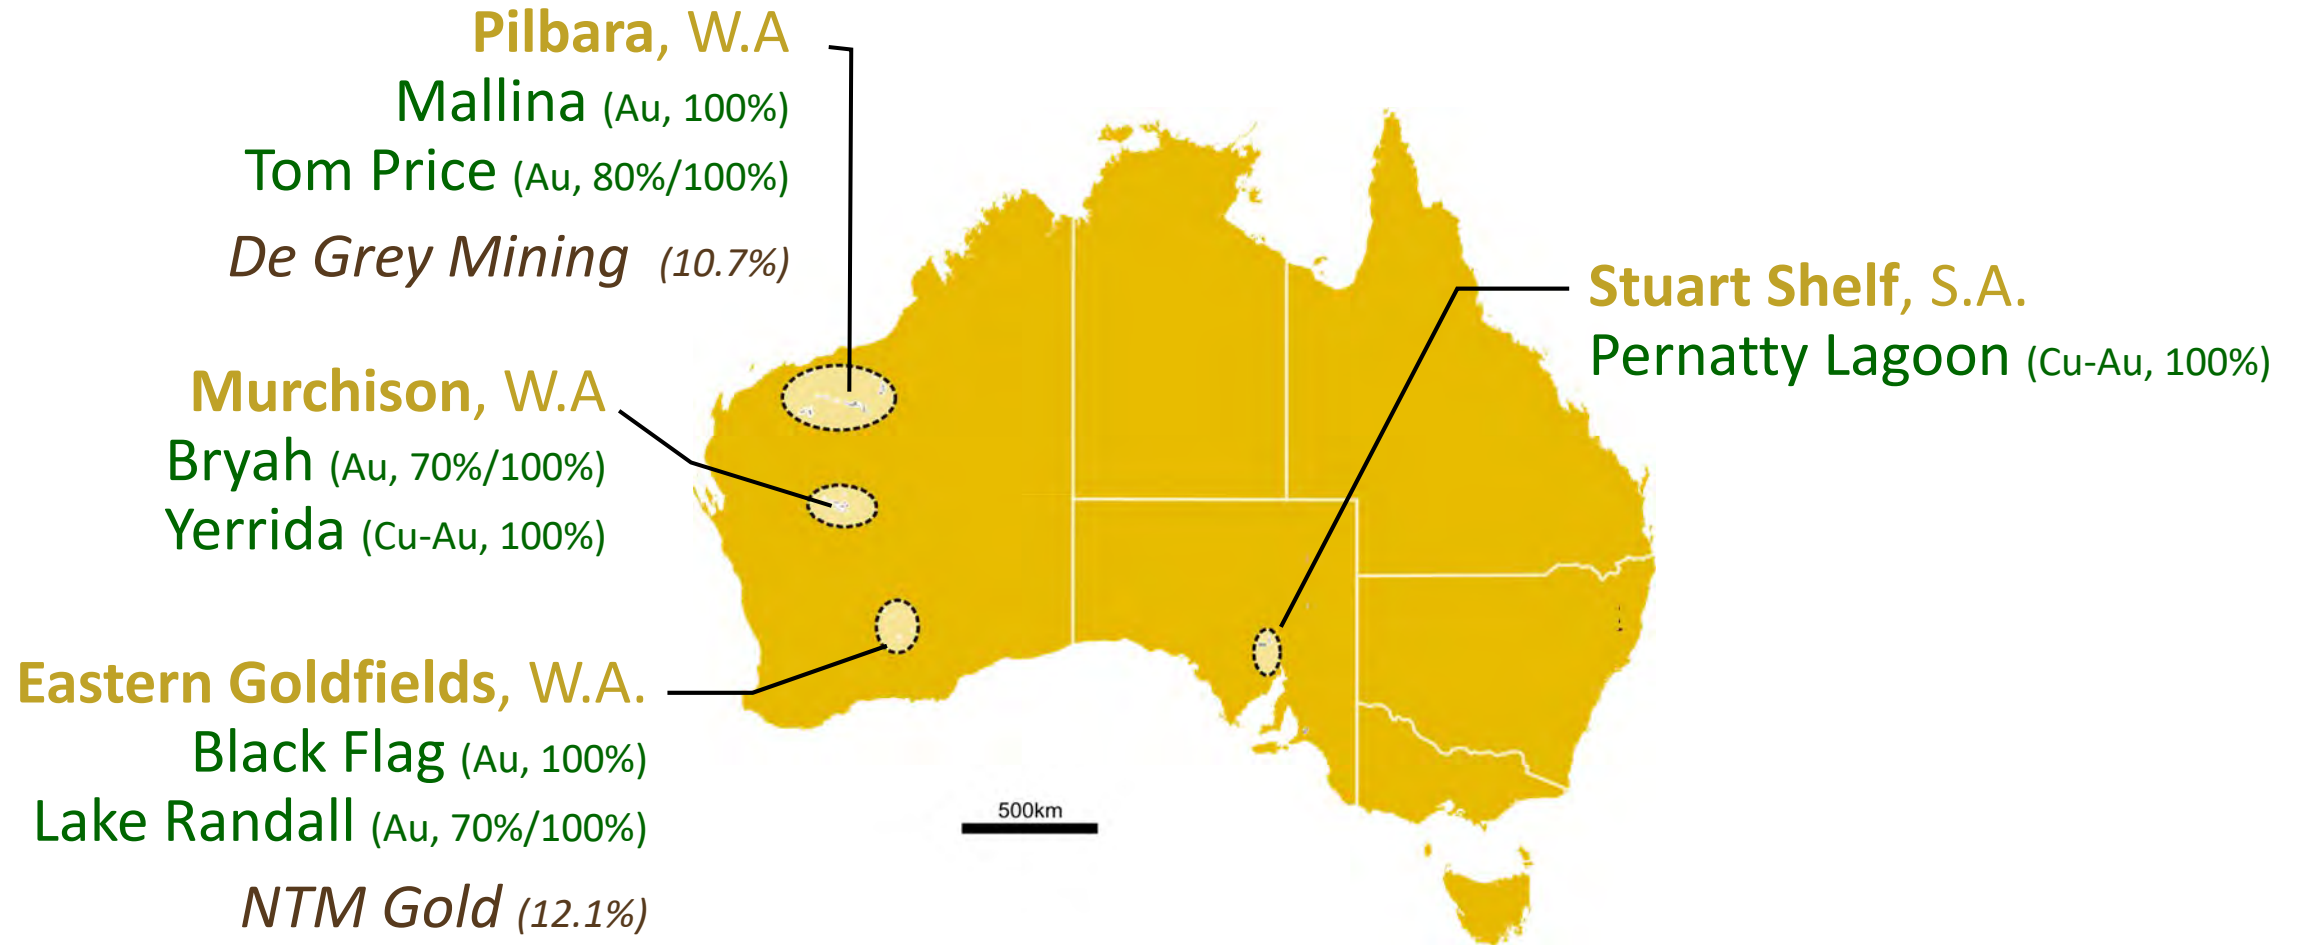 Pilbara, W.A
Mallina (Au, 100%)
Tom Price (Au, 80%/100%)
De Grey Mining (10.7%)
Murchison, W.A
Bryah (Au, 70%/100%)
Yerrida (Cu-Au, 100%)
Eastern Goldfields, W.A.
Black Flag (Au, 100%)
Lake Randall (Au, 70%/100%)
NTM Gold (12.1%)
Stuart Shelf, S.A.
Pernatty Lagoon (Cu-Au, 100%)
500km